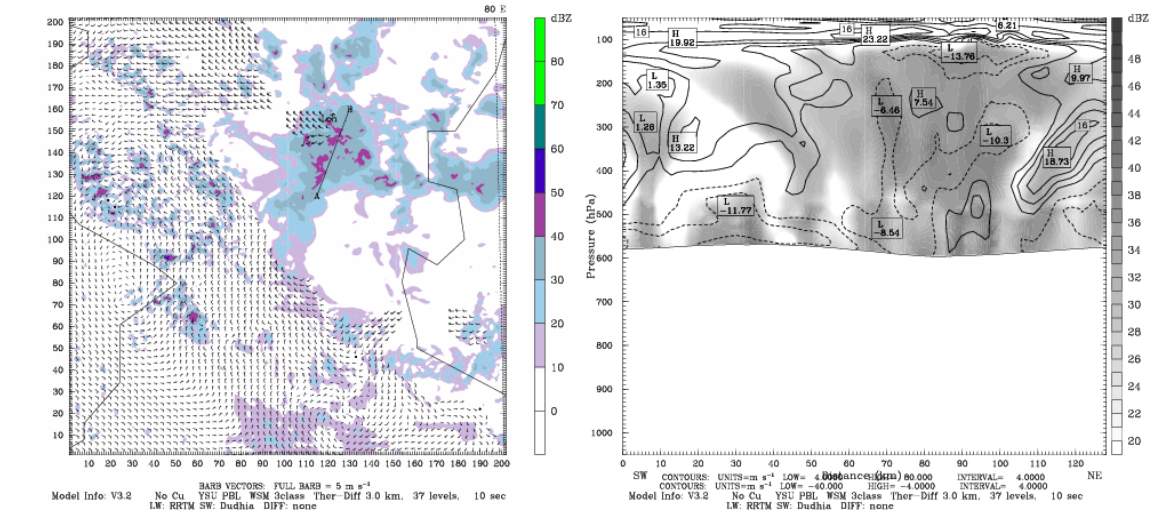 80 E
dBZ
80
70
60
50
40
30
20
10
0
200
190
180
170
160
150
140
130
120
110
100
90
80
70
60
50
40
30
20
10
B
A
10 20 30 40 50 60 70 80 90 100 110 120 130 140 150 160 170 180 190 200
BARB VECTORS: FULL BARB = 5 m s⁻¹
Model Info: V3.2 No Cu YSU PBL WSM 3class Ther-Diff 3.0 km, 37 levels, 10 sec
LW: RRTM SW: Dudhia DIFF: none
dBZ
48
46
44
42
40
38
36
34
32
30
28
26
24
22
20
Pressure (hPa)
100
200
300
400
500
600
700
800
900
1000
16
H
19.92
16
H
23.22
6.21
L
-13.76
L
1.35
H
9.97
L
-6.46
H
7.54
L
1.26
H
13.22
L
-10.3
16
H
18.73
L
-11.77
L
-8.54
0 10 20 30 40 50 60 70 80 90 100 110 120
SW Distance (km) NE
CONTOURS: UNITS=m s⁻¹ LOW= 4.0000 HIGH= 80.000 INTERVAL= 4.0000
CONTOURS: UNITS=m s⁻¹ LOW= -40.000 HIGH= -4.0000 INTERVAL= 4.0000
Model Info: V3.2 No Cu YSU PBL WSM 3class Ther-Diff 3.0 km, 37 levels, 10 sec
LW: RRTM SW: Dudhia DIFF: none